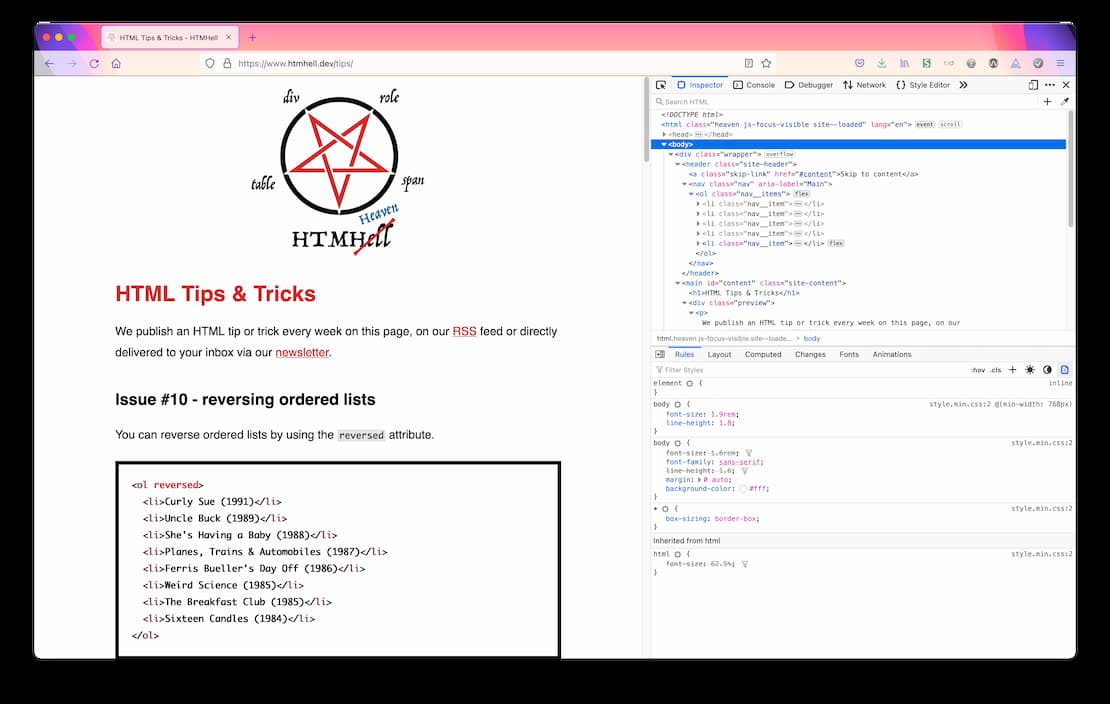 HTML Tips & Tricks - HTMHell
https://www.htmhell.dev/tips/
div
role
table
span
Heaven
HTMHell
HTML Tips & Tricks
We publish an HTML tip or trick every week on this page, on our RSS feed or directly
delivered to your inbox via our newsletter.
Issue #10 - reversing ordered lists
You can reverse ordered lists by using the reversed attribute.
<ol reversed>
<li>Curly Sue (1991)</li>
<li>Uncle Buck (1989)</li>
<li>She's Having a Baby (1988)</li>
<li>Planes, Trains & Automobiles (1987)</li>
<li>Ferris Bueller's Day Off (1986)</li>
<li>Weird Science (1985)</li>
<li>The Breakfast Club (1985)</li>
<li>Sixteen Candles (1984)</li>
</ol>
Inspector Console Debugger Network Style Editor
Search HTML
<!DOCTYPE html>
<html class="heaven js-focus-visible site--loaded" lang="en"> event scroll
<head> </head>
<body>
<div class="wrapper"> overflow
<header class="site-header">
<a class="skip-link" href="#content">Skip to content</a>
<nav class="nav" aria-label="Main">
<ol class="nav__items"> flex
<li class="nav__item"> </li>
<li class="nav__item"> </li>
<li class="nav__item"> </li>
<li class="nav__item"> </li>
<li class="nav__item"> </li> flex
</ol>
</nav>
</header>
<main id="content" class="site-content">
<h1>HTML Tips & Tricks</h1>
<div class="preview">
<p>
We publish an HTML tip or trick every week on this page, on our
html.heaven.js-focus-visible.site--loade... > body
Rules Layout Computed Changes Fonts Animations
Filter Styles :hov .cls
element { inline
}
body { style.min.css:2 @(min-width: 768px)
font-size: 1.9rem;
line-height: 1.8;
}
body { style.min.css:2
font-size: 1.6rem;
font-family: sans-serif;
line-height: 1.6;
margin: 0 auto;
background-color: #fff;
}
* { style.min.css:2
box-sizing: border-box;
}
Inherited from html
html { style.min.css:2
font-size: 62.5%;
}